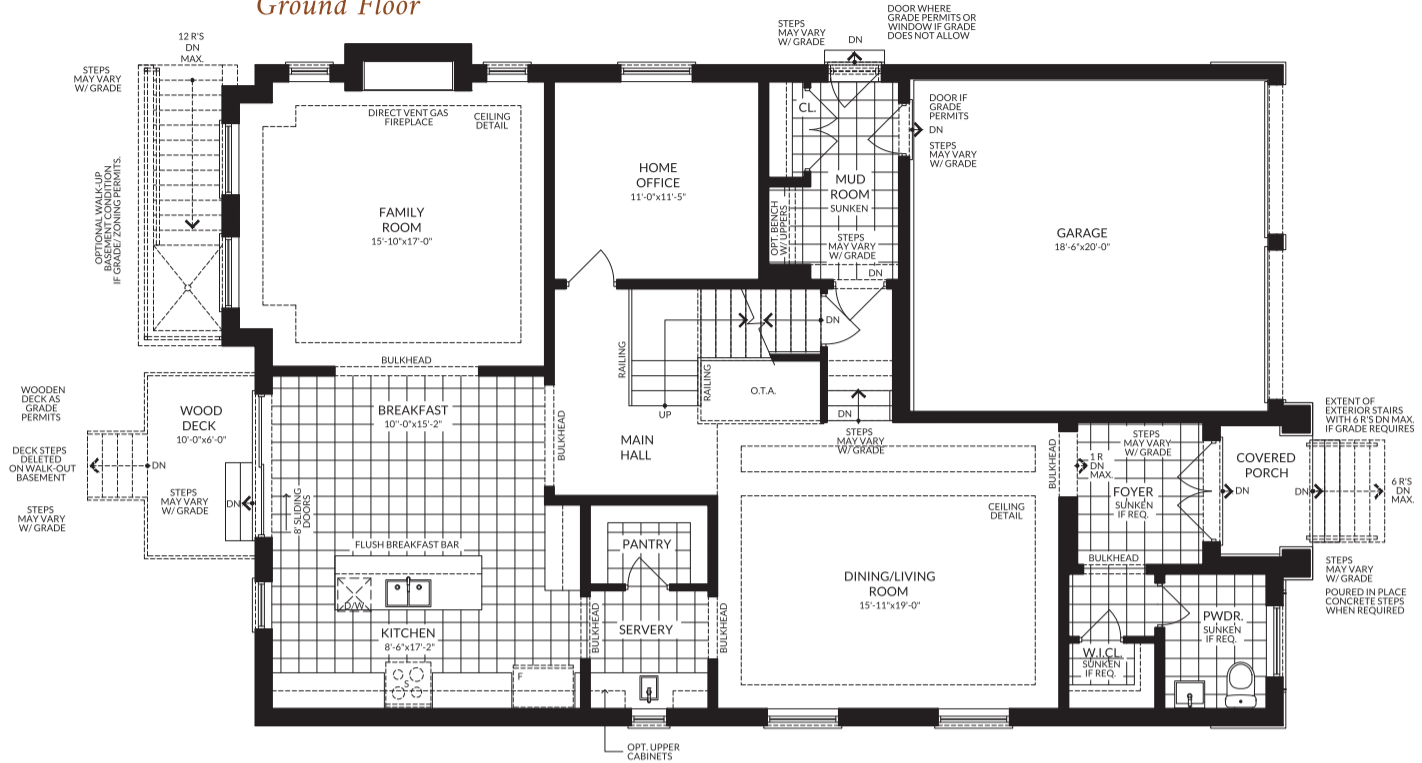 Ground Floor
12 R'S
DN
MAX.
STEPS
MAY VARY
W/ GRADE
OPTIONAL WALK-UP
BASEMENT CONDITION
IF GRADE/ZONING PERMITS.
DIRECT VENT GAS
FIREPLACE
CEILING
DETAIL
FAMILY
ROOM
15'-10"x17'-0"
HOME
OFFICE
11'-0"x11'-5"
STEPS
MAY VARY
W/ GRADE
DN
DOOR WHERE
GRADE PERMITS OR
WINDOW IF GRADE
DOES NOT ALLOW
CL.
MUD
ROOM
SUNKEN
OPT. BENCH
W/ UPPERS
STEPS
MAY VARY
W/ GRADE
DN
DOOR IF
GRADE
PERMITS
DN
STEPS
MAY VARY
W/ GRADE
GARAGE
18'-6"x20'-0"
BULKHEAD
RAILING
RAILING
UP
DN
O.T.A.
DN
STEPS
MAY VARY
W/ GRADE
WOODEN
DECK AS
GRADE
PERMITS
DECK STEPS
DELETED
ON WALK-OUT
BASEMENT
STEPS
MAY VARY
W/ GRADE
WOOD
DECK
10'-0"x6'-0"
DN
STEPS
MAY VARY
W/ GRADE
DN
8' SLIDING
DOORS
BREAKFAST
10'-0"x15'-2"
BULKHEAD
MAIN
HALL
FLUSH BREAKFAST BAR
D/W
KITCHEN
8'-6"x17'-2"
S
F
PANTRY
BULKHEAD
SERVERY
BULKHEAD
OPT. UPPER
CABINETS
CEILING
DETAIL
DINING/LIVING
ROOM
15'-11"x19'-0"
BULKHEAD
1 R
DN
MAX.
STEPS
MAY VARY
W/ GRADE
FOYER
SUNKEN
IF REQ.
BULKHEAD
COVERED
PORCH
DN
DN
6 R'S
DN
MAX.
EXTENT OF
EXTERIOR STAIRS
WITH 6 R'S DN MAX.
IF GRADE REQUIRES
STEPS
MAY VARY
W/ GRADE
POURED IN PLACE
CONCRETE STEPS
WHEN REQUIRED
W.I.CL.
SUNKEN
IF REQ.
PWDR.
SUNKEN
IF REQ.